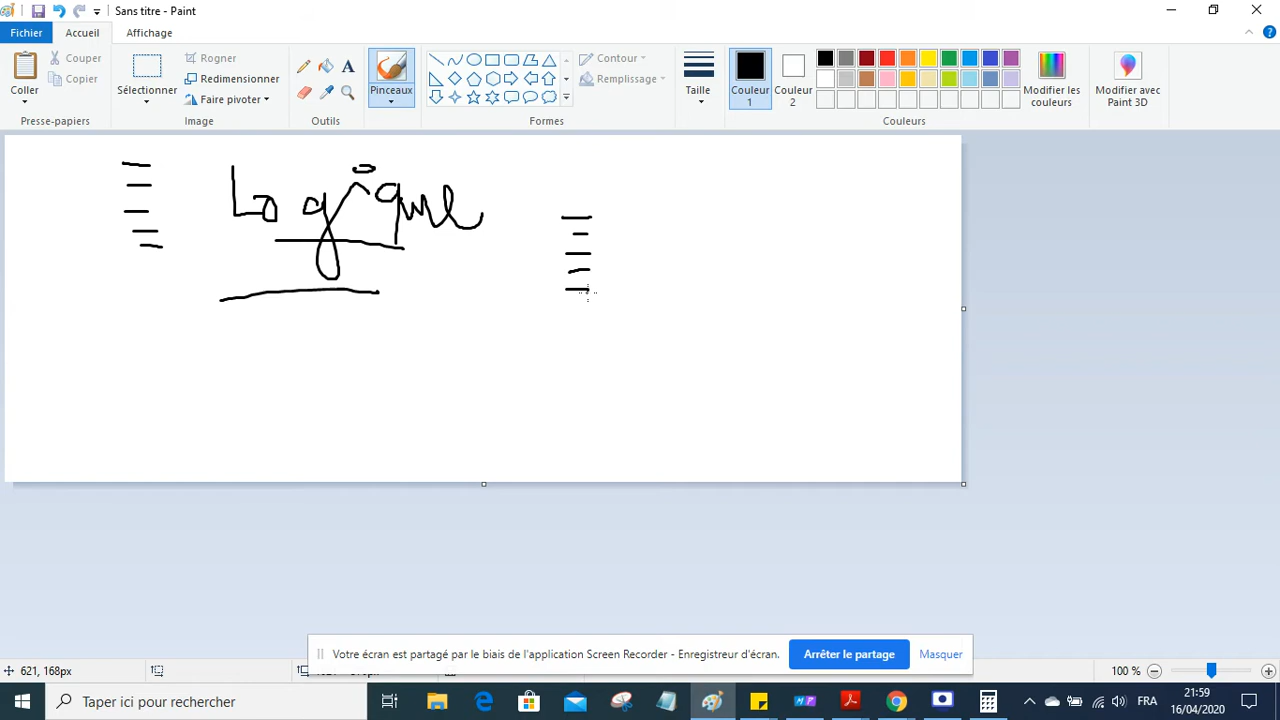 Sans titre - Paint
Fichier Accueil Affichage
Coller
Couper
Copier
Presse-papiers
Sélectionner
Rogner
Redimensionner
Faire pivoter
Image
Outils
Pinceaux
Contour
Remplissage
Formes
Taille
Couleur 1
Couleur 2
Modifier les couleurs
Couleurs
Modifier avec Paint 3D
Logique
Votre écran est partagé par le biais de l'application Screen Recorder - Enregistreur d'écran. Arrêter le partage Masquer
621, 168px
100 %
Taper ici pour rechercher
FRA
21:59
16/04/2020